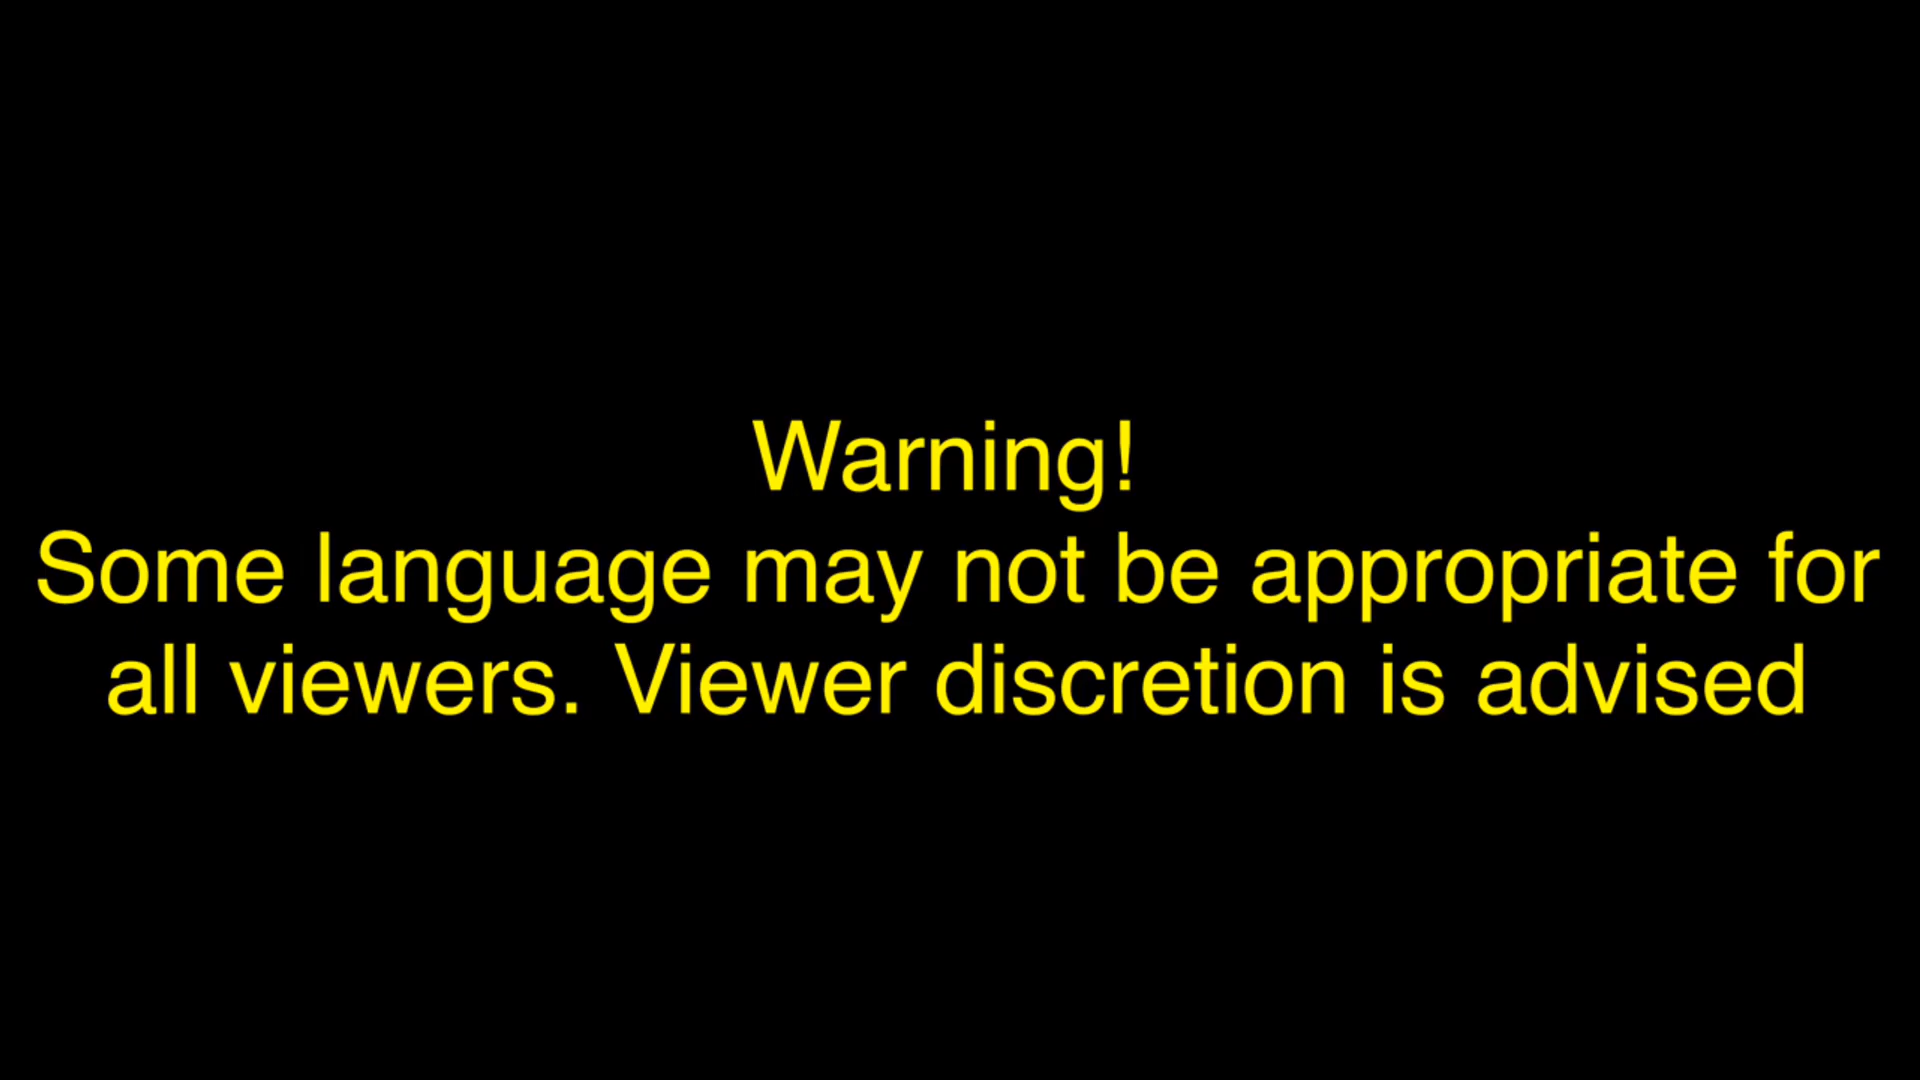 Warning!
Some language may not be appropriate for
all viewers. Viewer discretion is advised